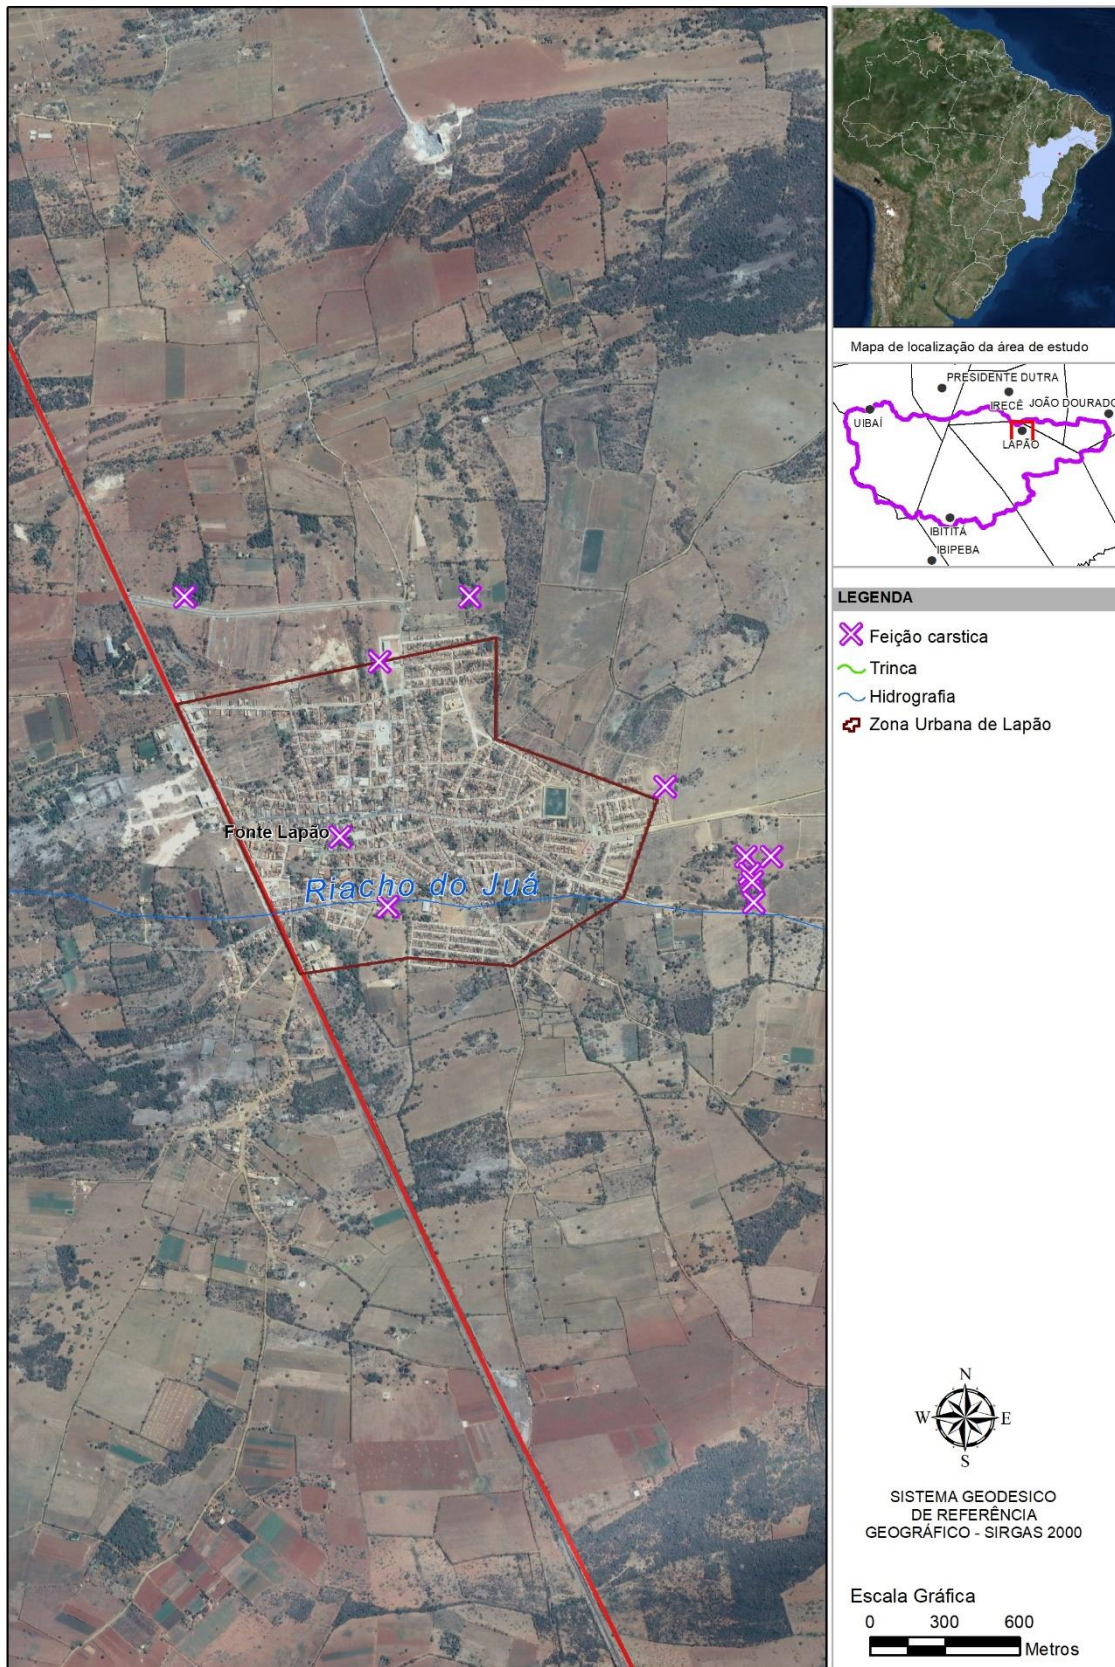 Fonte Lapão
Riacho do Juá
Mapa de localização da área de estudo
PRESIDENTE DUTRA
IRECÊ
JOÃO DOURADO
UIBAÍ
LAPÃO
IBITITÁ
IBIPEBA
LEGENDA
Feição carstica
Trinca
Hidrografia
Zona Urbana de Lapão
N
W
E
S
SISTEMA GEODESICO
DE REFERÊNCIA
GEOGRÁFICO - SIRGAS 2000
Escala Gráfica
0 300 600
Metros